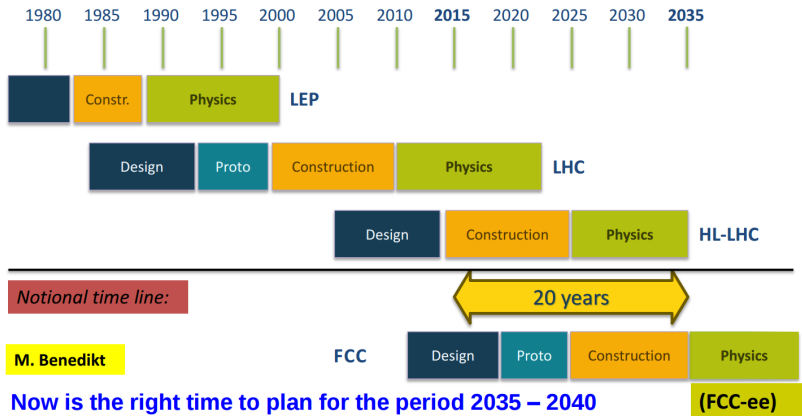 1980 1985 1990 1995 2000 2005 2010 2015 2020 2025 2030 2035
Constr. Physics LEP
Design Proto Construction Physics LHC
Design Construction Physics HL-LHC
Notional time line: 20 years
FCC Design Proto Construction Physics
M. Benedikt
Now is the right time to plan for the period 2035 – 2040 (FCC-ee)